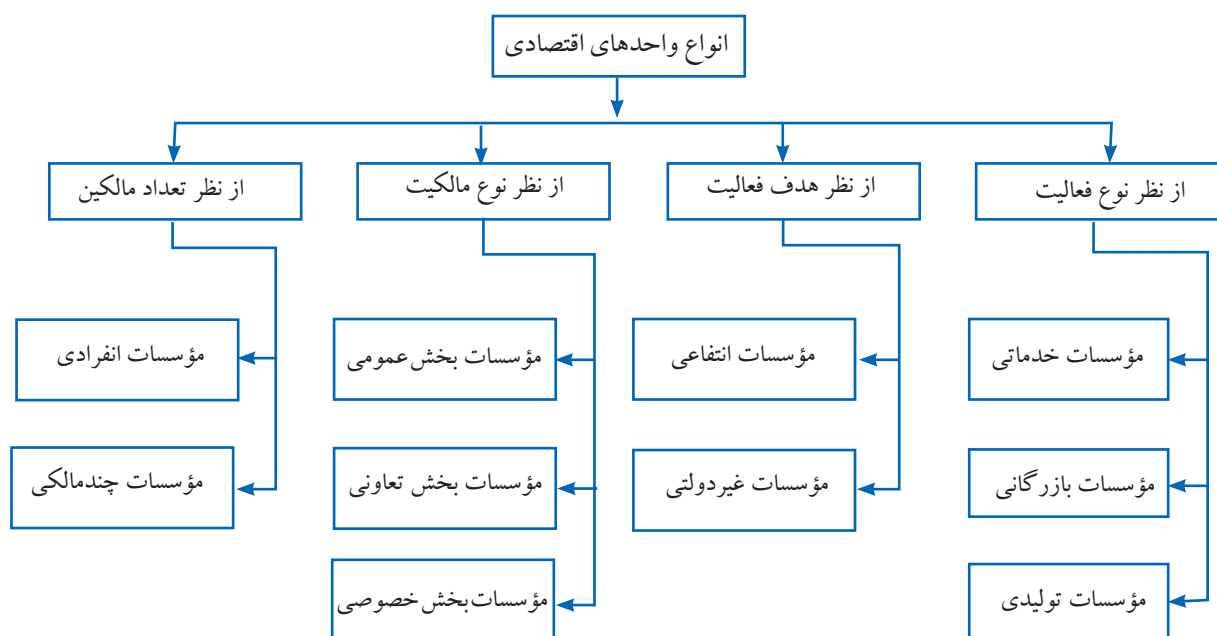 انواع واحدهای اقتصادی
از نظر نوع فعالیت
از نظر هدف فعالیت
از نظر نوع مالکیت
از نظر تعداد مالکین
مؤسسات خدماتی
مؤسسات انتفاعی
مؤسسات بخش عمومی
مؤسسات انفرادی
مؤسسات بازرگانی
مؤسسات غیردولتی
مؤسسات بخش تعاونی
مؤسسات چندمالکی
مؤسسات تولیدی
مؤسسات بخش خصوصی